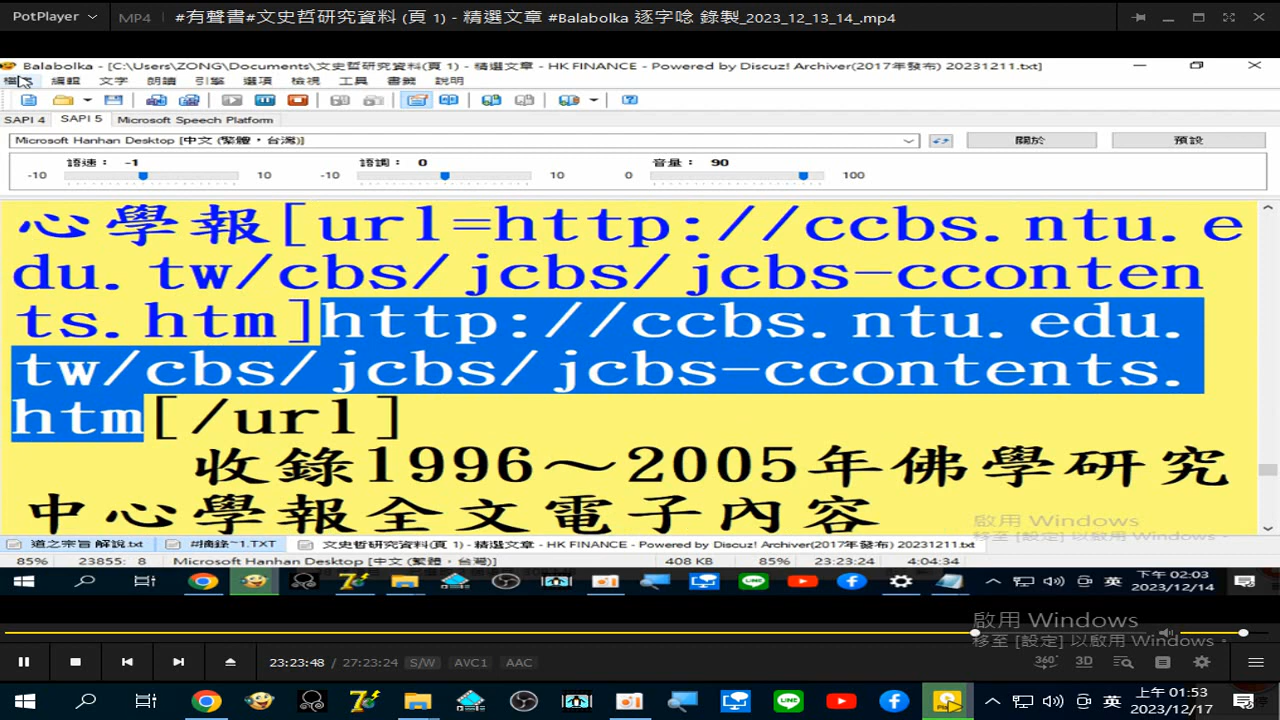 PotPlayer MP4 #有聲書#文史哲研究資料 (頁 1) - 精選文章 #Balabolka 逐字唸 錄製_2023_12_13_14_.mp4
Balabolka - [C:\Users\ZONG\Documents\文史哲研究資料(頁 1) - 精選文章 - HK FINANCE - Powered by Discuz! Archiver(2017年發布) 20231211.txt]
檔案 編輯 文字 朗讀 引擎 選項 檢視 工具 書籤 說明
SAPI 4 SAPI 5 Microsoft Speech Platform
Microsoft Hanhan Desktop [中文 (繁體，台灣)] 關於 預設
語速： -1 語調： 0 音量： 90
-10 10 -10 10 0 100
心學報[url=http://ccbs.ntu.e
du.tw/cbs/jcbs/jcbs-cconten
ts.htm]http://ccbs.ntu.edu.
tw/cbs/jcbs/jcbs-ccontents.
htm[/url]
收錄1996～2005年佛學研究
中心學報全文電子內容
啟用 Windows
移至 [設定] 以啟用 Windows。
道之宗旨 解說.txt #摘錄~1.TXT 文史哲研究資料(頁 1) - 精選文章 - HK FINANCE - Powered by Discuz! Archiver(2017年發布) 20231211.txt
85% 23855: 8 Microsoft Hanhan Desktop [中文 (繁體，台灣)] 408 KB 85% 23:23:24 4:04:34
英 下午 02:03
2023/12/14
啟用 Windows
移至 [設定] 以啟用 Windows。
23:23:48 / 27:23:24 S/W AVC1 AAC 360° 3D
英 上午 01:53
2023/12/17